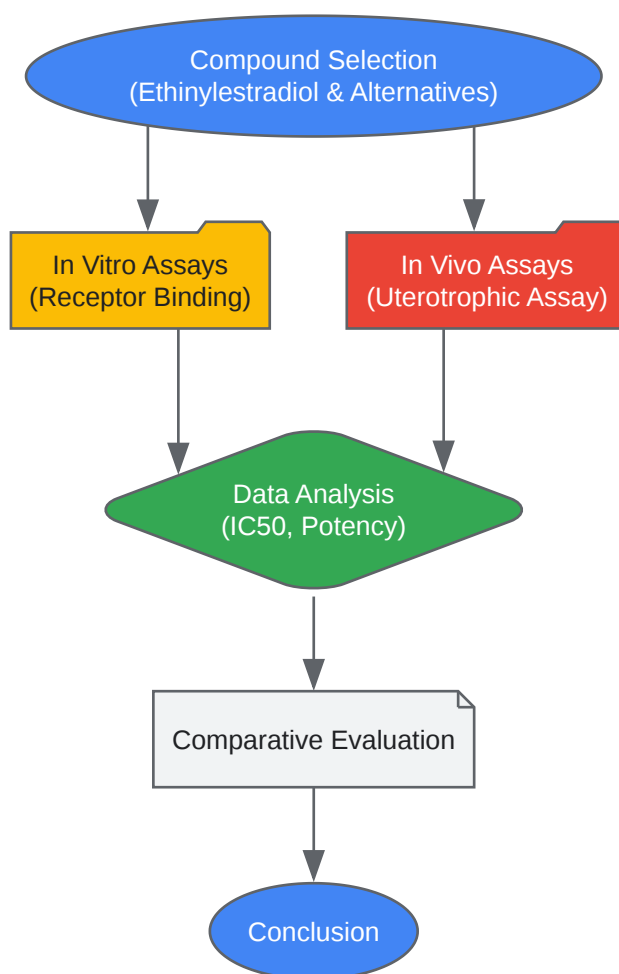 Compound Selection
(Ethinylestradiol & Alternatives)
In Vitro Assays
(Receptor Binding)
In Vivo Assays
(Uterotrophic Assay)
Data Analysis
(IC50, Potency)
Comparative Evaluation
Conclusion